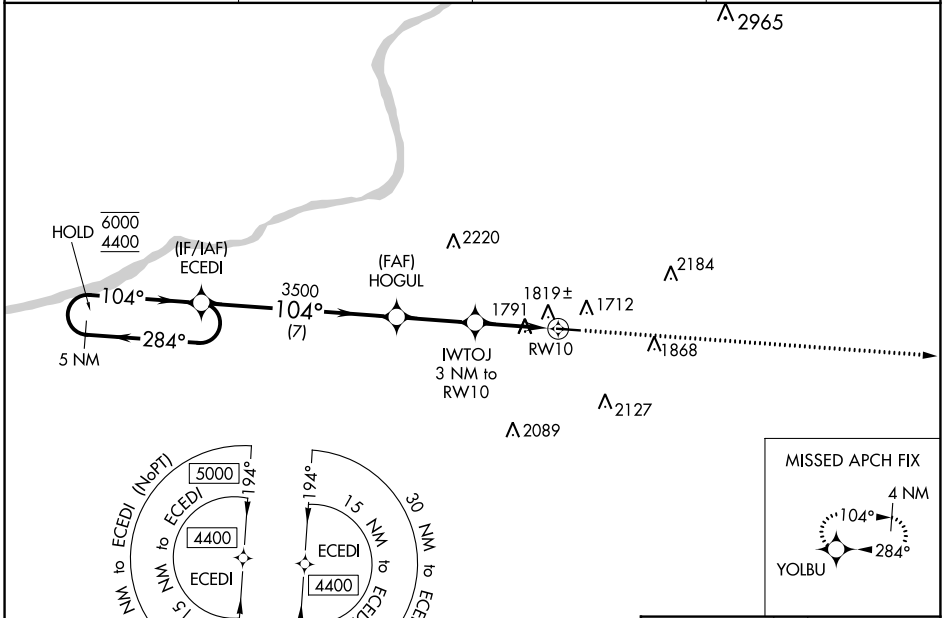 2965
HOLD 6000
4400
(IF/IAF)
ECEDI
2220
(FAF)
HOGUL
2184
104°
3500
104°
(7)
1791
1819±
1712
284°
5 NM
IWTOJ
3 NM to
RW10
RW10
1868
2127
2089
NM to ECEDI (NoPT)
5000
194°
15 NM to ECEDI
4400
ECEDI
194°
15 NM to ECEDI
30 NM to ECE
ECEDI
4400
MISSED APCH FIX
4 NM
104°
284°
YOLBU